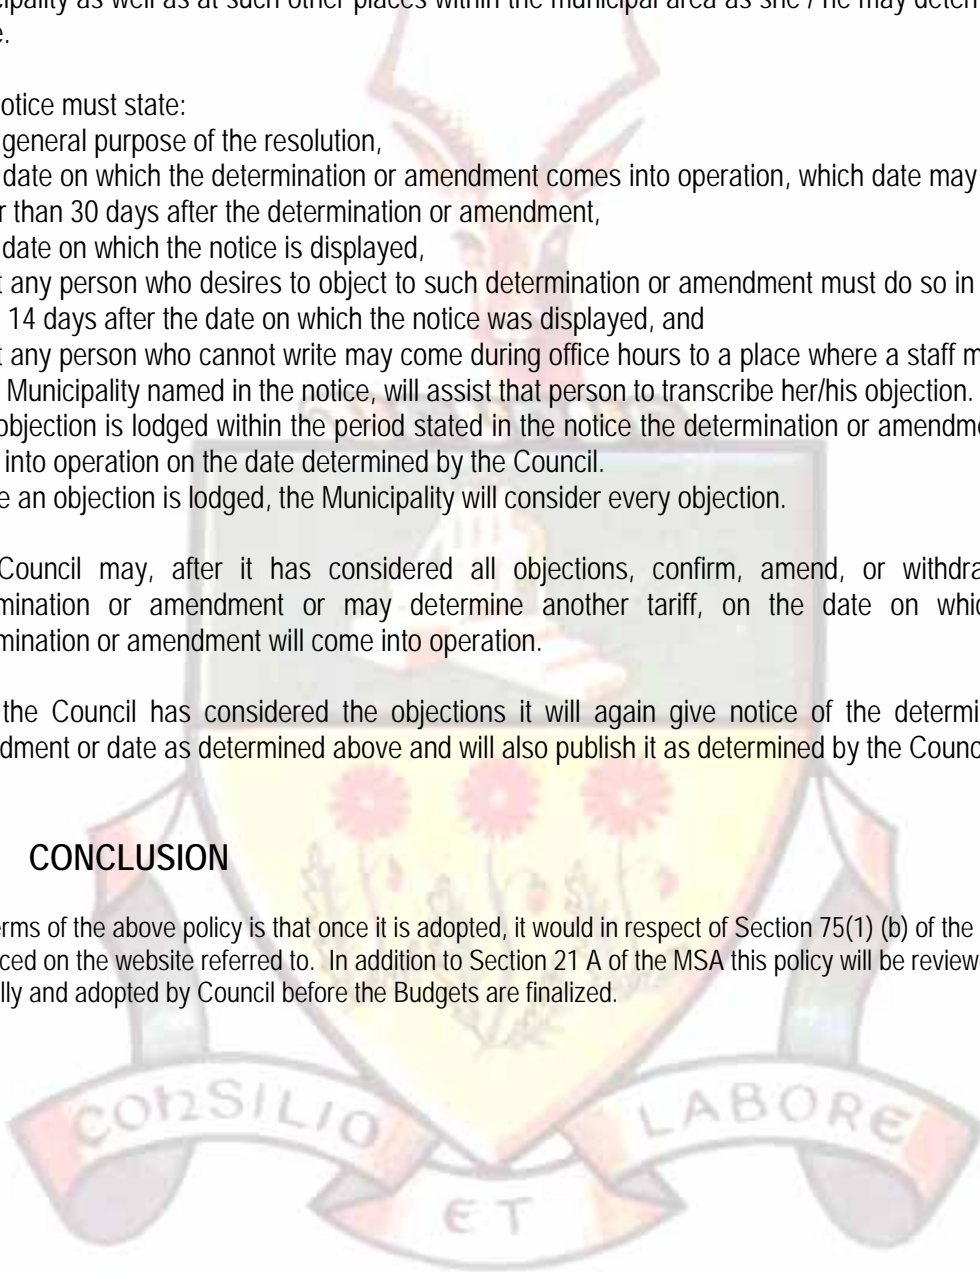 cipality as well as at such other places within the municipal area as she / he may determ
e.
otice must state:
general purpose of the resolution,
date on which the determination or amendment comes into operation, which date may
r than 30 days after the determination or amendment,
date on which the notice is displayed,
t any person who desires to object to such determination or amendment must do so in
14 days after the date on which the notice was displayed, and
t any person who cannot write may come during office hours to a place where a staff m
Municipality named in the notice, will assist that person to transcribe her/his objection.
objection is lodged within the period stated in the notice the determination or amendme
into operation on the date determined by the Council.
e an objection is lodged, the Municipality will consider every objection.
Council may, after it has considered all objections, confirm, amend, or withdra
mination or amendment or may determine another tariff, on the date on whic
mination or amendment will come into operation.
the Council has considered the objections it will again give notice of the determi
dment or date as determined above and will also publish it as determined by the Counc
CONCLUSION
erms of the above policy is that once it is adopted, it would in respect of Section 75(1) (b) of the
ced on the website referred to. In addition to Section 21 A of the MSA this policy will be review
lly and adopted by Council before the Budgets are finalized.
CONSILIO
LABORE
ET